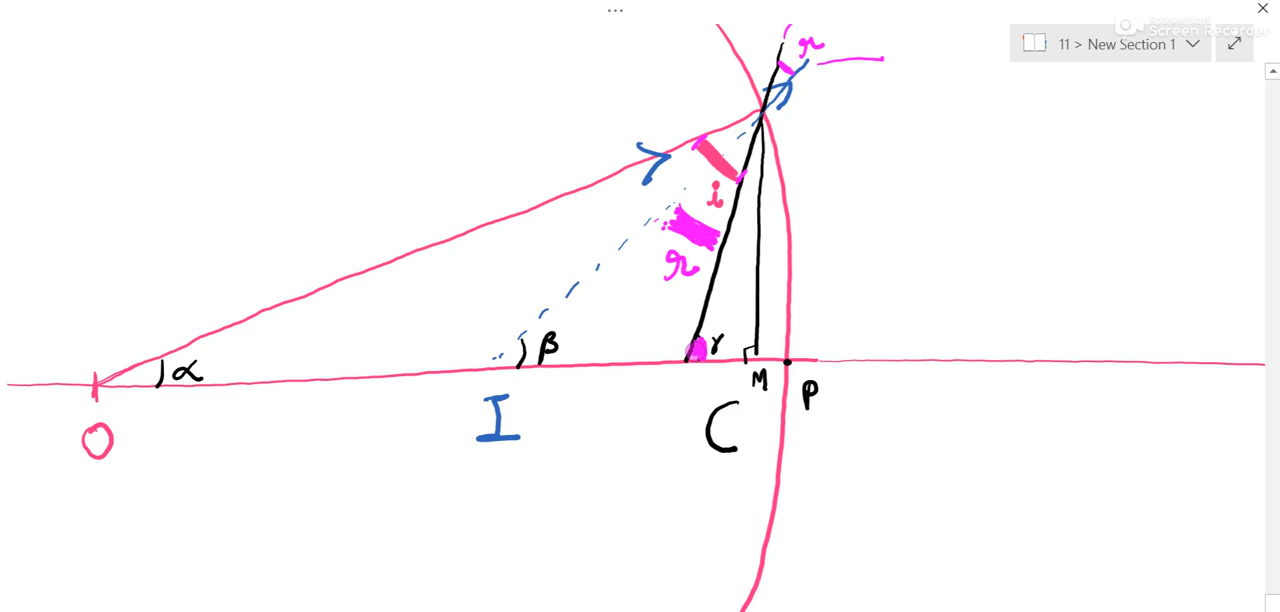 ...
11 > New Section 1
Screen Recorder
r
i
r
β
γ
α
M
P
O
I
C